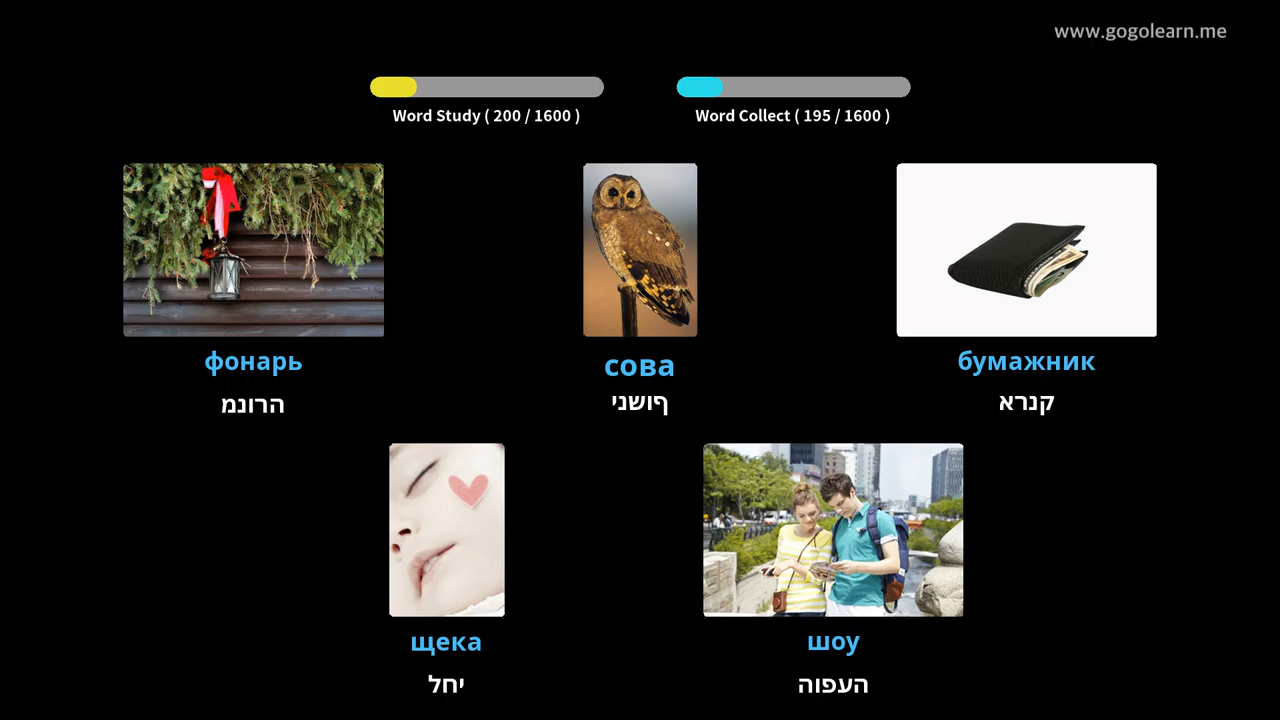 www.gogolearn.me
Word Study ( 200 / 1600 )
Word Collect ( 195 / 1600 )
фонарь
הרונמ
сова
ףושני
бумажник
קנרא
щека
יחל
шоу
העפוה